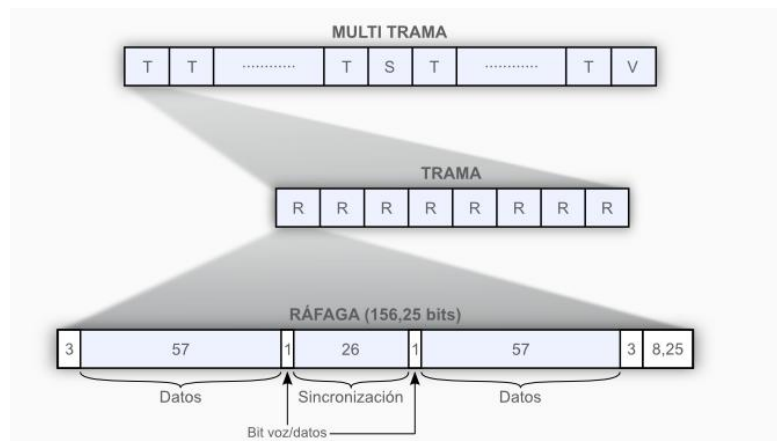 MULTI TRAMA
T T ············ T S T ············ T V
TRAMA
R R R R R R R R
RÁFAGA (156,25 bits)
3 57 1 26 1 57 3 8,25
Datos Sincronización Datos
Bit voz/datos